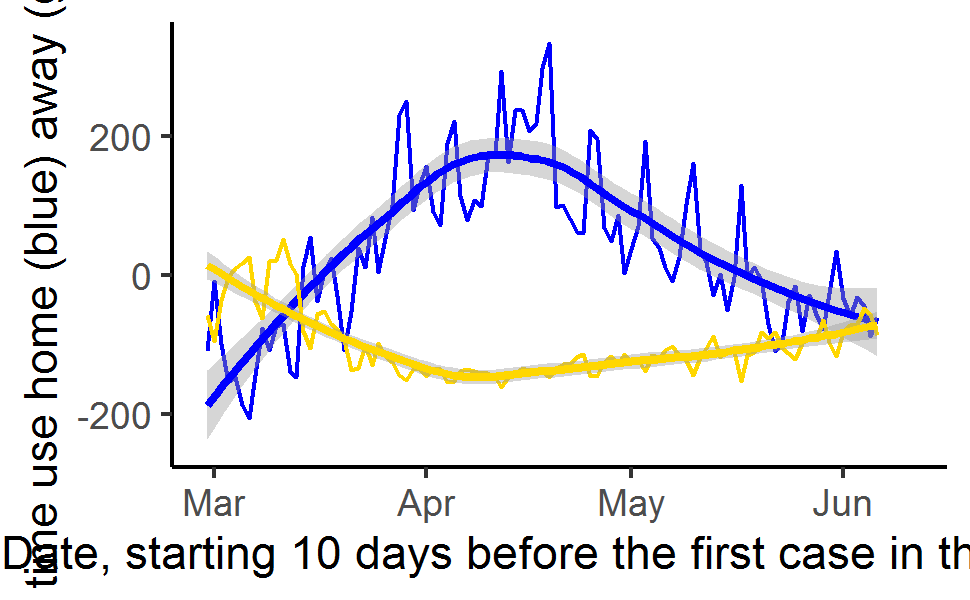 time use home (blue) away (
200
0
-200
Mar Apr May Jun
Date, starting 10 days before the first case in th